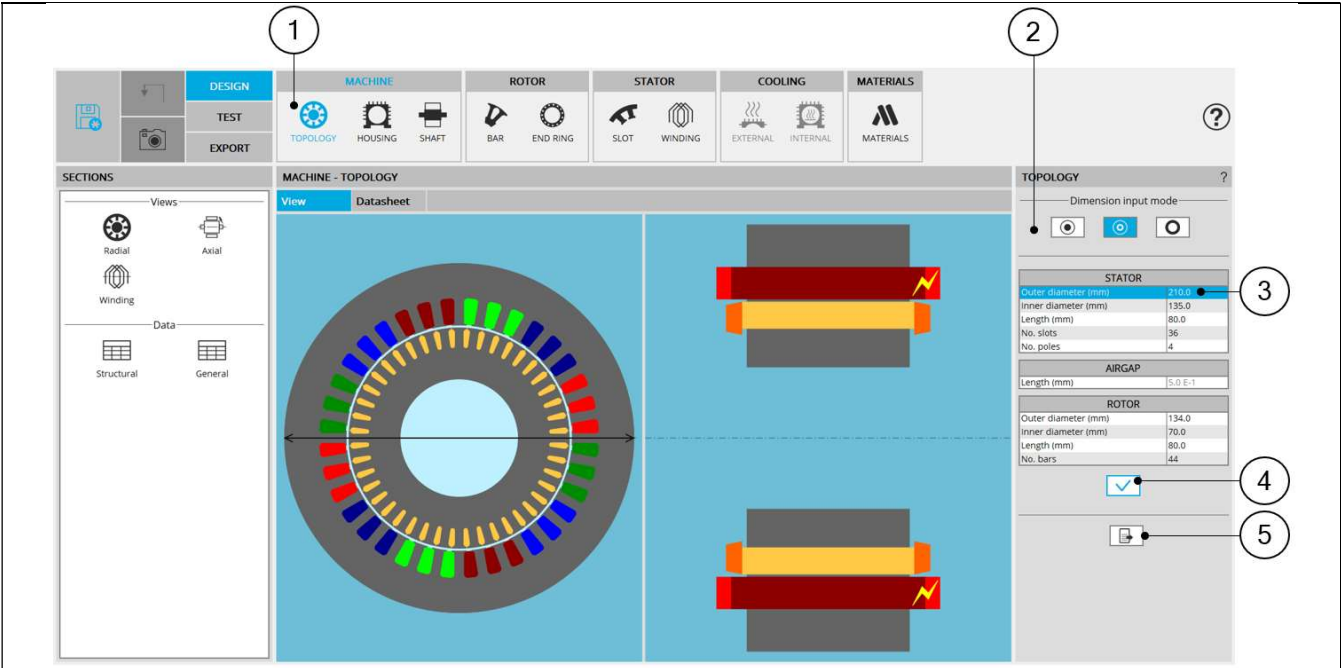 1
2
DESIGN
TEST
EXPORT
MACHINE
TOPOLOGY HOUSING SHAFT
ROTOR
BAR END RING
STATOR
SLOT WINDING
COOLING
EXTERNAL INTERNAL
MATERIALS
MATERIALS
?
SECTIONS
Views
Radial Axial
Winding
Data
Structural General
MACHINE - TOPOLOGY
View Datasheet
TOPOLOGY ?
Dimension input mode
STATOR
Outer diameter (mm) 210.0
Inner diameter (mm) 135.0
Length (mm) 80.0
No. slots 36
No. poles 4
AIRGAP
Length (mm) 5.0 E-1
ROTOR
Outer diameter (mm) 134.0
Inner diameter (mm) 70.0
Length (mm) 80.0
No. bars 44
3
4
5